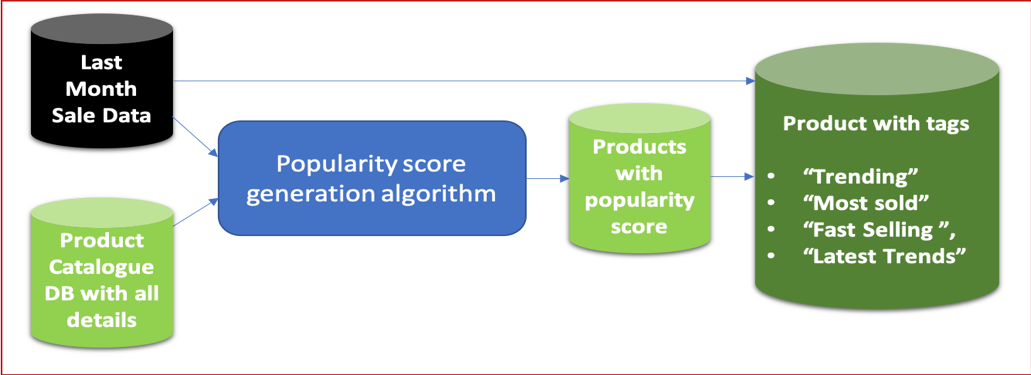 Last
Month
Sale Data
Product
Catalogue
DB with all
details
Popularity score
generation algorithm
Products
with
popularity
score
Product with tags
• “Trending”
• “Most sold”
• “Fast Selling ”,
• “Latest Trends”